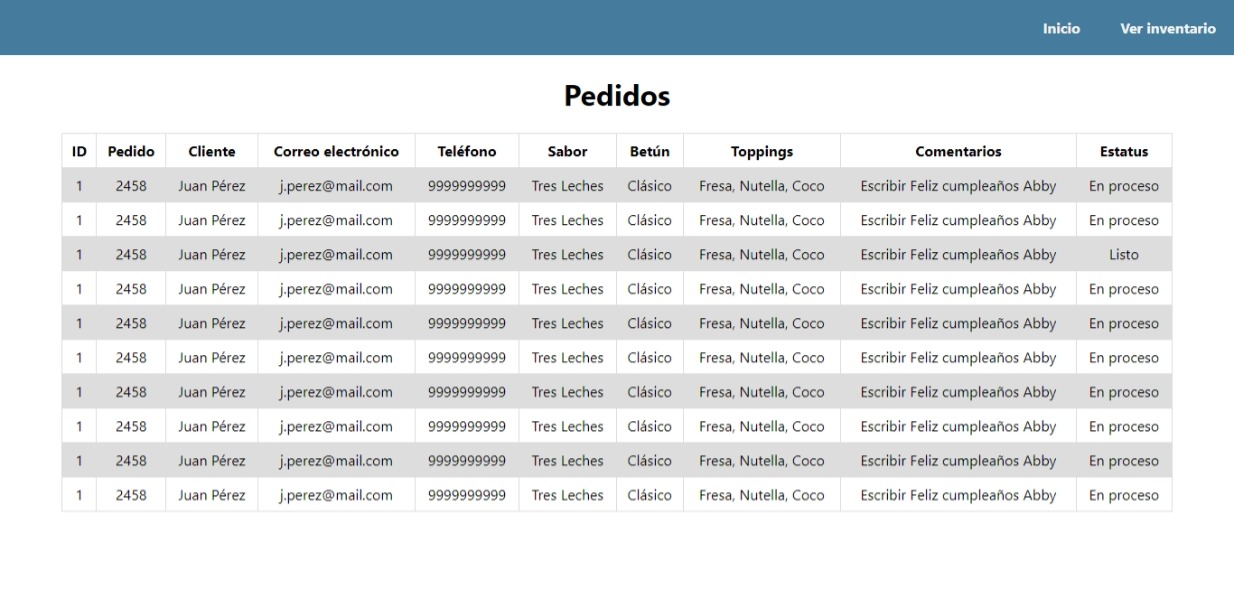 Inicio Ver inventario
Pedidos
ID Pedido Cliente Correo electrónico Teléfono Sabor Betún Toppings Comentarios Estatus
1 2458 Juan Pérez j.perez@mail.com 9999999999 Tres Leches Clásico Fresa, Nutella, Coco Escribir Feliz cumpleaños Abby En proceso
1 2458 Juan Pérez j.perez@mail.com 9999999999 Tres Leches Clásico Fresa, Nutella, Coco Escribir Feliz cumpleaños Abby En proceso
1 2458 Juan Pérez j.perez@mail.com 9999999999 Tres Leches Clásico Fresa, Nutella, Coco Escribir Feliz cumpleaños Abby Listo
1 2458 Juan Pérez j.perez@mail.com 9999999999 Tres Leches Clásico Fresa, Nutella, Coco Escribir Feliz cumpleaños Abby En proceso
1 2458 Juan Pérez j.perez@mail.com 9999999999 Tres Leches Clásico Fresa, Nutella, Coco Escribir Feliz cumpleaños Abby En proceso
1 2458 Juan Pérez j.perez@mail.com 9999999999 Tres Leches Clásico Fresa, Nutella, Coco Escribir Feliz cumpleaños Abby En proceso
1 2458 Juan Pérez j.perez@mail.com 9999999999 Tres Leches Clásico Fresa, Nutella, Coco Escribir Feliz cumpleaños Abby En proceso
1 2458 Juan Pérez j.perez@mail.com 9999999999 Tres Leches Clásico Fresa, Nutella, Coco Escribir Feliz cumpleaños Abby En proceso
1 2458 Juan Pérez j.perez@mail.com 9999999999 Tres Leches Clásico Fresa, Nutella, Coco Escribir Feliz cumpleaños Abby En proceso
1 2458 Juan Pérez j.perez@mail.com 9999999999 Tres Leches Clásico Fresa, Nutella, Coco Escribir Feliz cumpleaños Abby En proceso